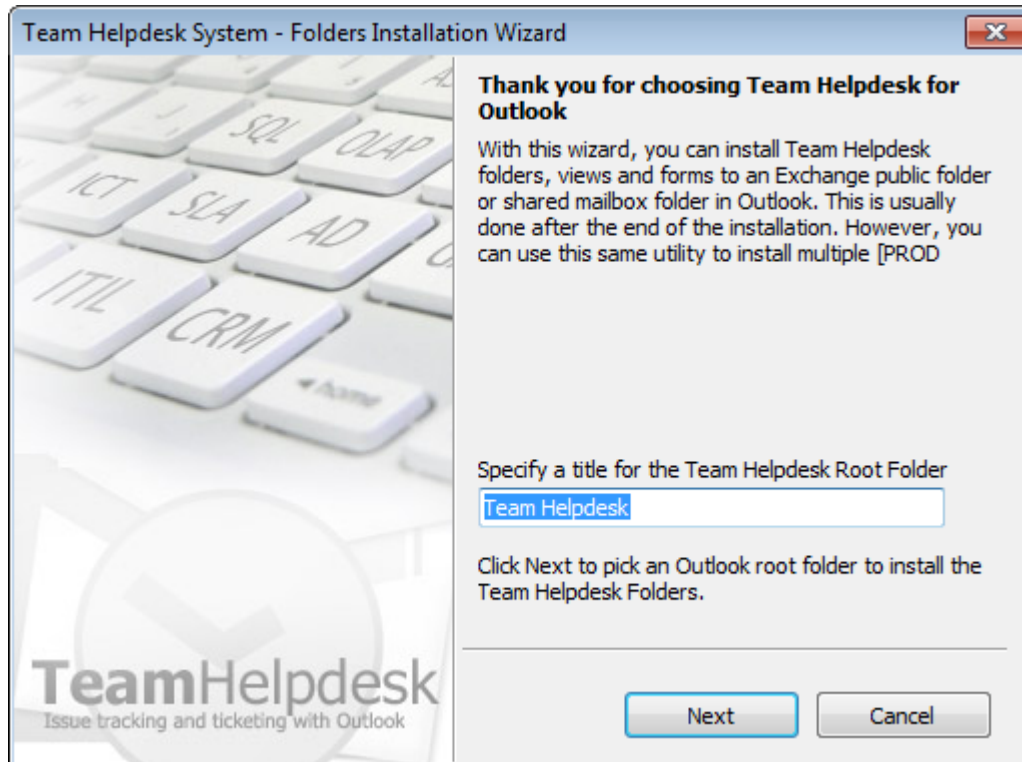 Team Helpdesk System - Folders Installation Wizard
SQL
OLAP
ICT
SLA
AD
ITIL
CRM
home
Thank you for choosing Team Helpdesk for
Outlook
With this wizard, you can install Team Helpdesk
folders, views and forms to an Exchange public folder
or shared mailbox folder in Outlook. This is usually
done after the end of the installation. However, you
can use this same utility to install multiple [PROD
Specify a title for the Team Helpdesk Root Folder
Team Helpdesk
Click Next to pick an Outlook root folder to install the
Team Helpdesk Folders.
TeamHelpdesk
Issue tracking and ticketing with Outlook
Next
Cancel